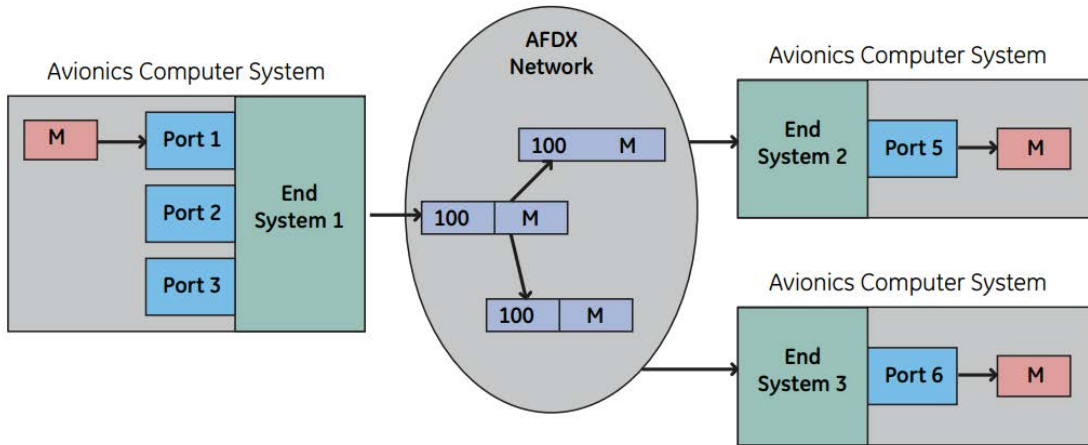 AFDX
Network
Avionics Computer System
M
Port 1
Port 2
Port 3
End
System 1
100 M
100 M
100 M
Avionics Computer System
End
System 2
Port 5
M
Avionics Computer System
End
System 3
Port 6
M